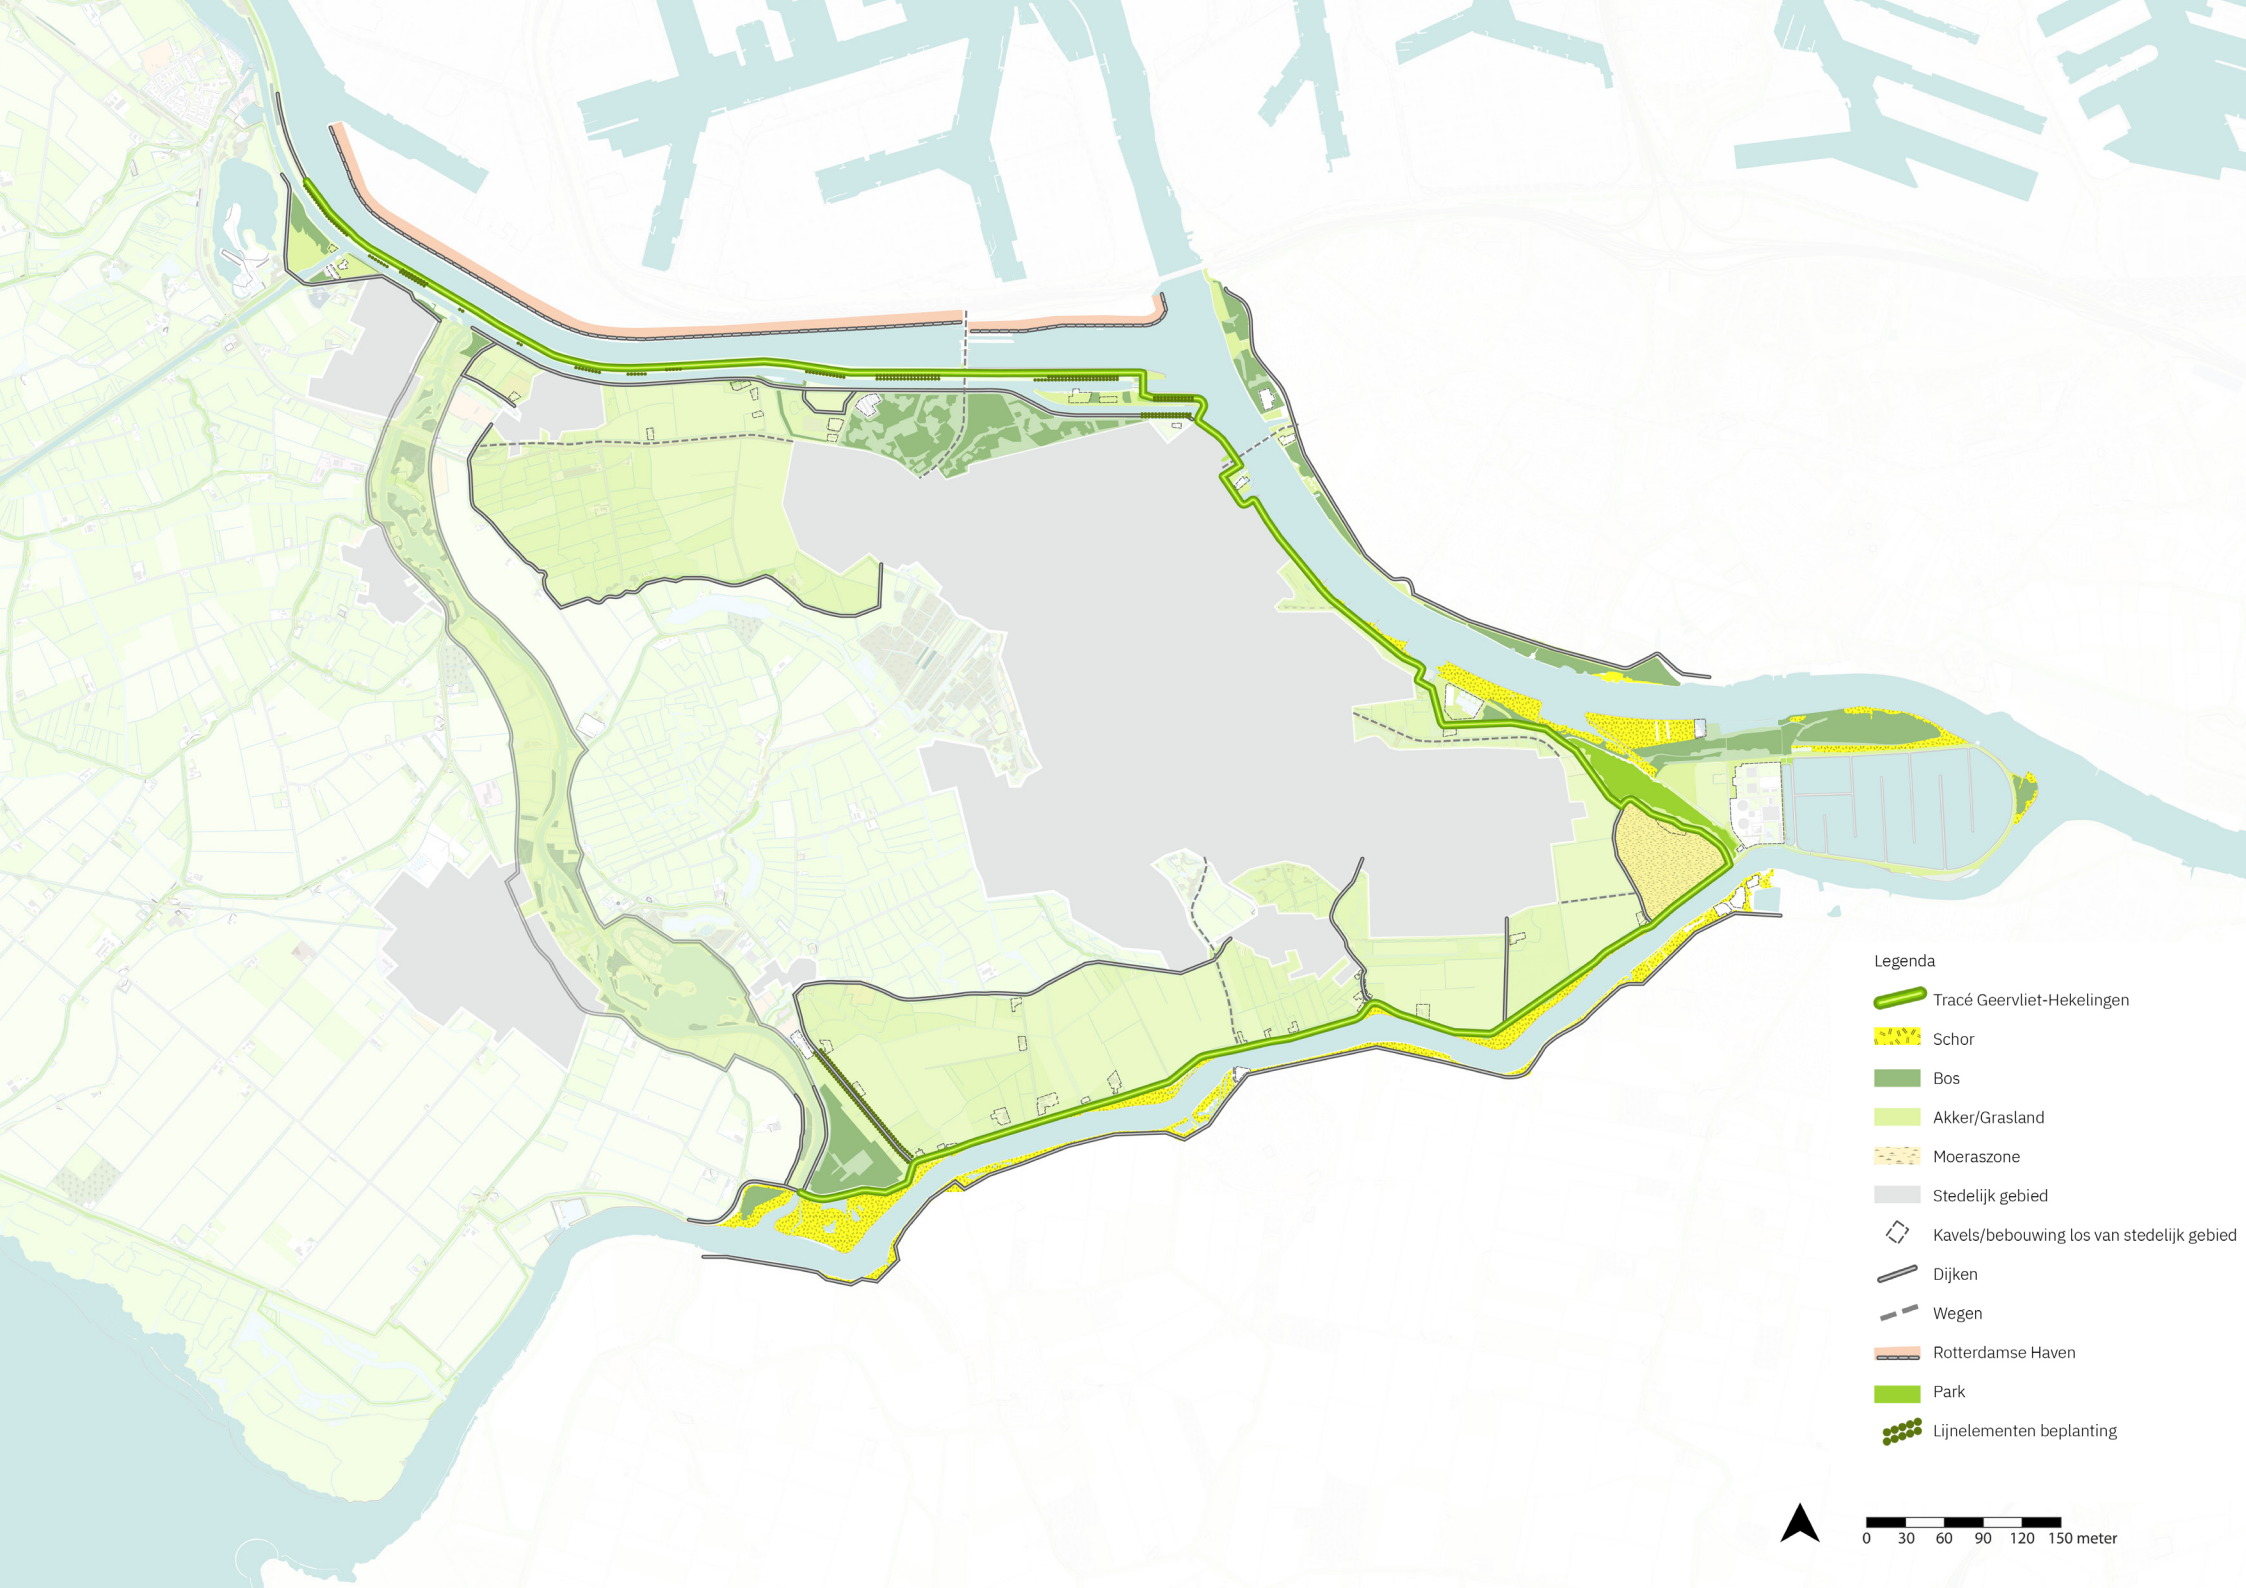 Legenda
Tracé Geervliet-Hekelingen
Schor
Bos
Akker/Grasland
Moeraszone
Stedelijk gebied
Kavels/bebouwing los van stedelijk gebied
Dijken
Wegen
Rotterdamse Haven
Park
Lijnelementen beplanting
0 30 60 90 120 150 meter